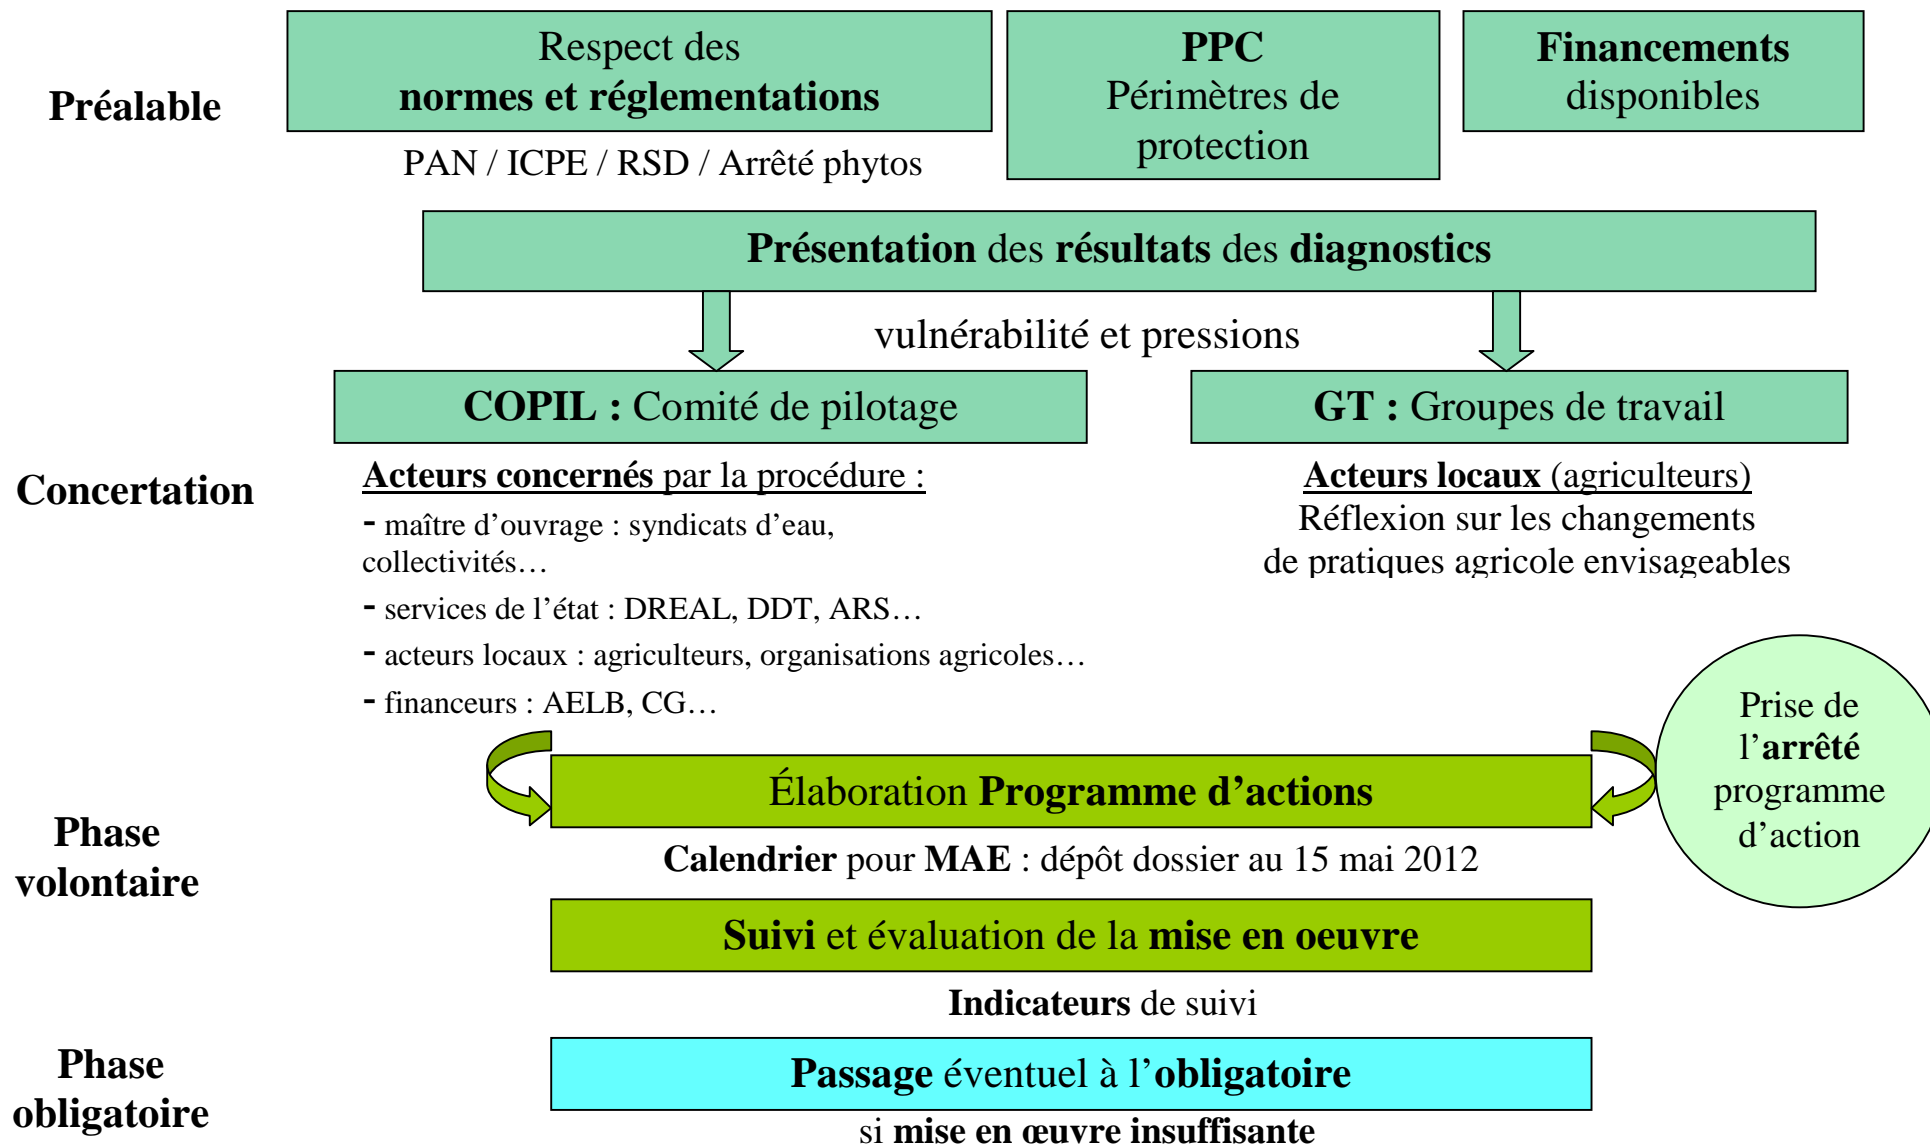 Préalable
Respect des
normes et réglementations
PAN / ICPE / RSD / Arrêté phytos
PPC
Périmètres de
protection
Financements
disponibles
Présentation des résultats des diagnostics
vulnérabilité et pressions
Concertation
COPIL : Comité de pilotage
Acteurs concernés par la procédure :
- maître d’ouvrage : syndicats d’eau,
collectivités…
- services de l’état : DREAL, DDT, ARS…
- acteurs locaux : agriculteurs, organisations agricoles…
- financeurs : AELB, CG…
GT : Groupes de travail
Acteurs locaux (agriculteurs)
Réflexion sur les changements
de pratiques agricole envisageables
Phase
volontaire
Élaboration Programme d’actions
Calendrier pour MAE : dépôt dossier au 15 mai 2012
Prise de
l’arrêté
programme
d’action
Suivi et évaluation de la mise en oeuvre
Indicateurs de suivi
Phase
obligatoire
Passage éventuel à l’obligatoire
si mise en œuvre insuffisante